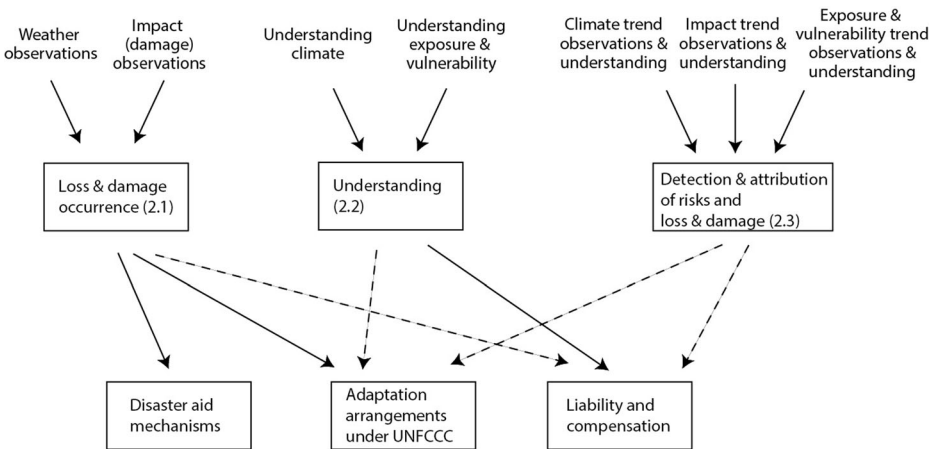 Weather
observations
Impact
(damage)
observations
Understanding
climate
Understanding
exposure &
vulnerability
Climate trend
observations &
understanding
Impact trend
observations &
understanding
Exposure &
vulnerability trend
observations &
understanding
Loss & damage
occurrence (2.1)
Understanding
(2.2)
Detection & attribution
of risks and
loss & damage (2.3)
Disaster aid
mechanisms
Adaptation
arrangements
under UNFCCC
Liability and
compensation